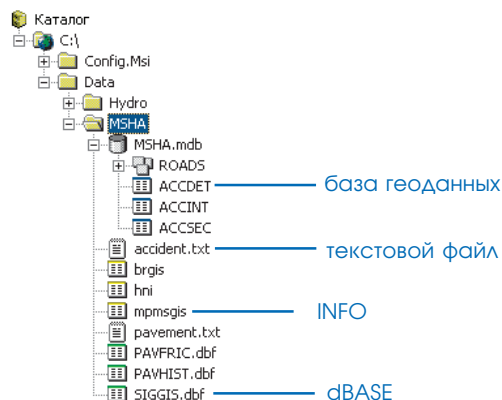 Каталог
C:\
Config.Msi
Data
Hydro
MSHA
MSHA.mdb
ROADS
ACCDET база геоданных
ACCINT
ACCSEC
accident.txt текстовой файл
brgis
hni
mpmsgis INFO
pavement.txt
PAVFRIC.dbf
PAVHIST.dbf
SIGGIS.dbf dBASE